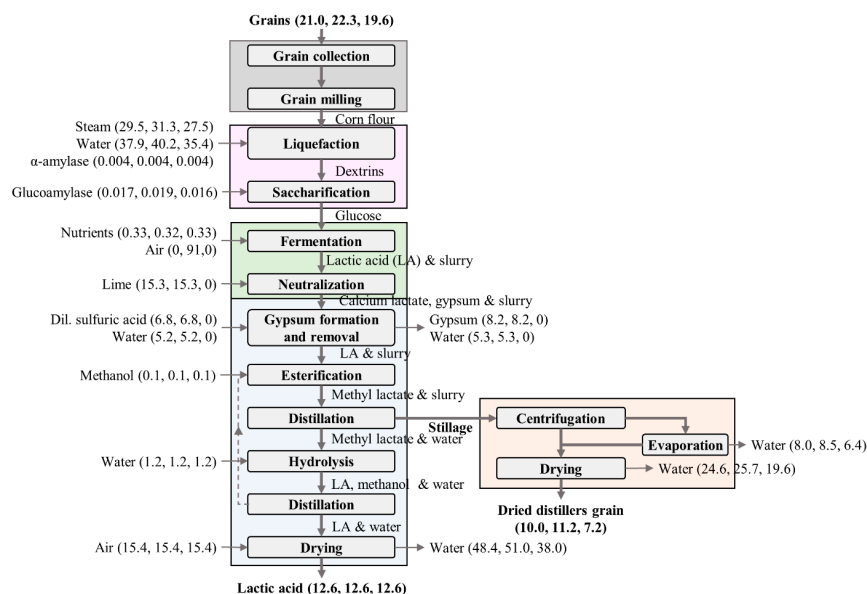 Grains (21.0, 22.3, 19.6)
Grain collection
Grain milling
Corn flour
Steam (29.5, 31.3, 27.5)
Water (37.9, 40.2, 35.4)
α-amylase (0.004, 0.004, 0.004)
Liquefaction
Dextrins
Glucoamylase (0.017, 0.019, 0.016)
Saccharification
Glucose
Nutrients (0.33, 0.32, 0.33)
Air (0, 91,0)
Fermentation
Lactic acid (LA) & slurry
Lime (15.3, 15.3, 0)
Neutralization
Calcium lactate, gypsum & slurry
Dil. sulfuric acid (6.8, 6.8, 0)
Water (5.2, 5.2, 0)
Gypsum formation
and removal
Gypsum (8.2, 8.2, 0)
Water (5.3, 5.3, 0)
LA & slurry
Methanol (0.1, 0.1, 0.1)
Esterification
Methyl lactate & slurry
Distillation
Stillage
Centrifugation
Methyl lactate & water
Evaporation
Water (8.0, 8.5, 6.4)
Water (1.2, 1.2, 1.2)
Hydrolysis
Drying
Water (24.6, 25.7, 19.6)
LA, methanol & water
Distillation
Dried distillers grain
(10.0, 11.2, 7.2)
LA & water
Air (15.4, 15.4, 15.4)
Drying
Water (48.4, 51.0, 38.0)
Lactic acid (12.6, 12.6, 12.6)